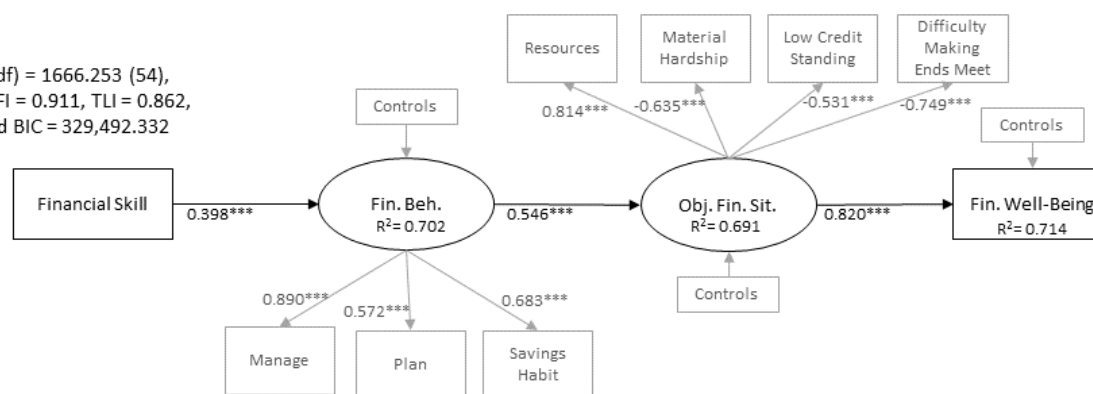 df) = 1666.253 (54),
FI = 0.911, TLI = 0.862,
d BIC = 329,492.332
Resources
Material
Hardship
Low Credit
Standing
Difficulty
Making
Ends Meet
0.814***
-0.635***
-0.531***
-0.749***
Controls
Controls
Financial Skill
0.398***
Fin. Beh.
R²= 0.702
0.546***
Obj. Fin. Sit.
R²= 0.691
0.820***
Fin. Well-Being
R²= 0.714
Controls
0.890***
0.572***
0.683***
Manage
Plan
Savings
Habit